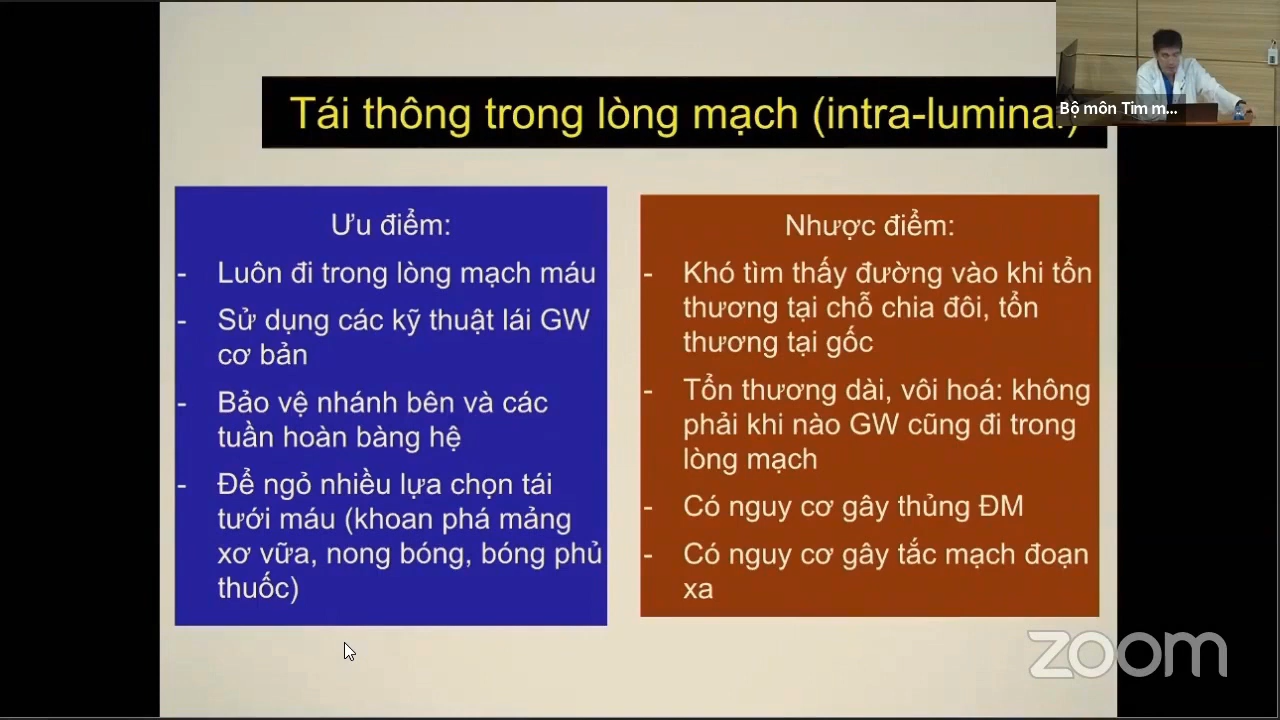 Tái thông trong lòng mạch (intra-luminal)
Bộ môn Tim m...
Ưu điểm:
- Luôn đi trong lòng mạch máu
- Sử dụng các kỹ thuật lái GW
cơ bản
- Bảo vệ nhánh bên và các
tuần hoàn bàng hệ
- Để ngỏ nhiều lựa chọn tái
tưới máu (khoan phá mảng
xơ vữa, nong bóng, bóng phủ
thuốc)
Nhược điểm:
- Khó tìm thấy đường vào khi tổn
thương tại chỗ chia đôi, tổn
thương tại gốc
- Tổn thương dài, vôi hoá: không
phải khi nào GW cũng đi trong
lòng mạch
- Có nguy cơ gây thủng ĐM
- Có nguy cơ gây tắc mạch đoạn
xa
zoom